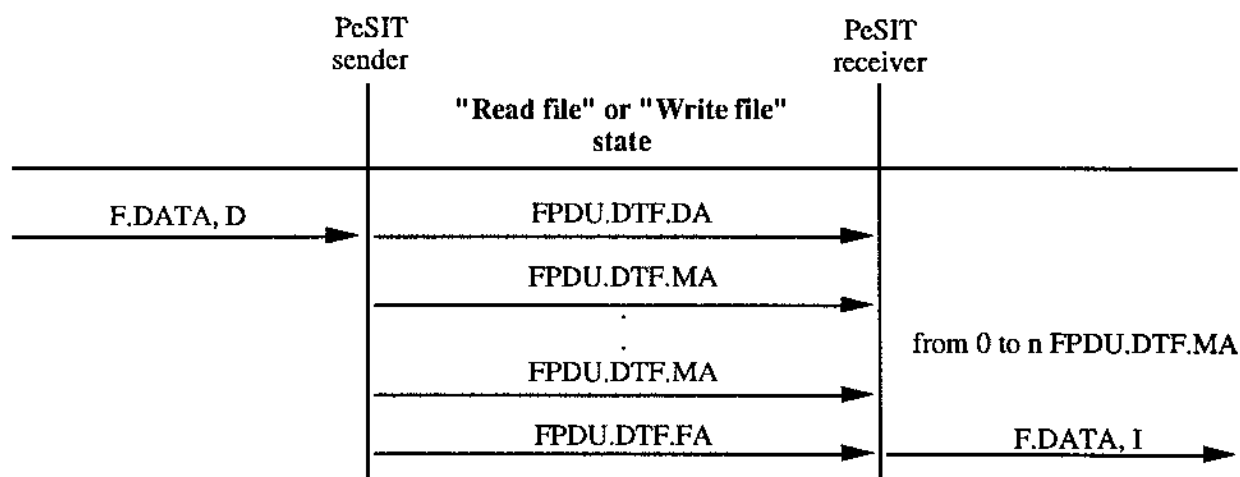 PeSIT
sender
PeSIT
receiver
"Read file" or "Write file"
state
F.DATA, D
FPDU.DTF.DA
FPDU.DTF.MA
.
.
from 0 to n FPDU.DTF.MA
FPDU.DTF.MA
FPDU.DTF.FA
F.DATA, I